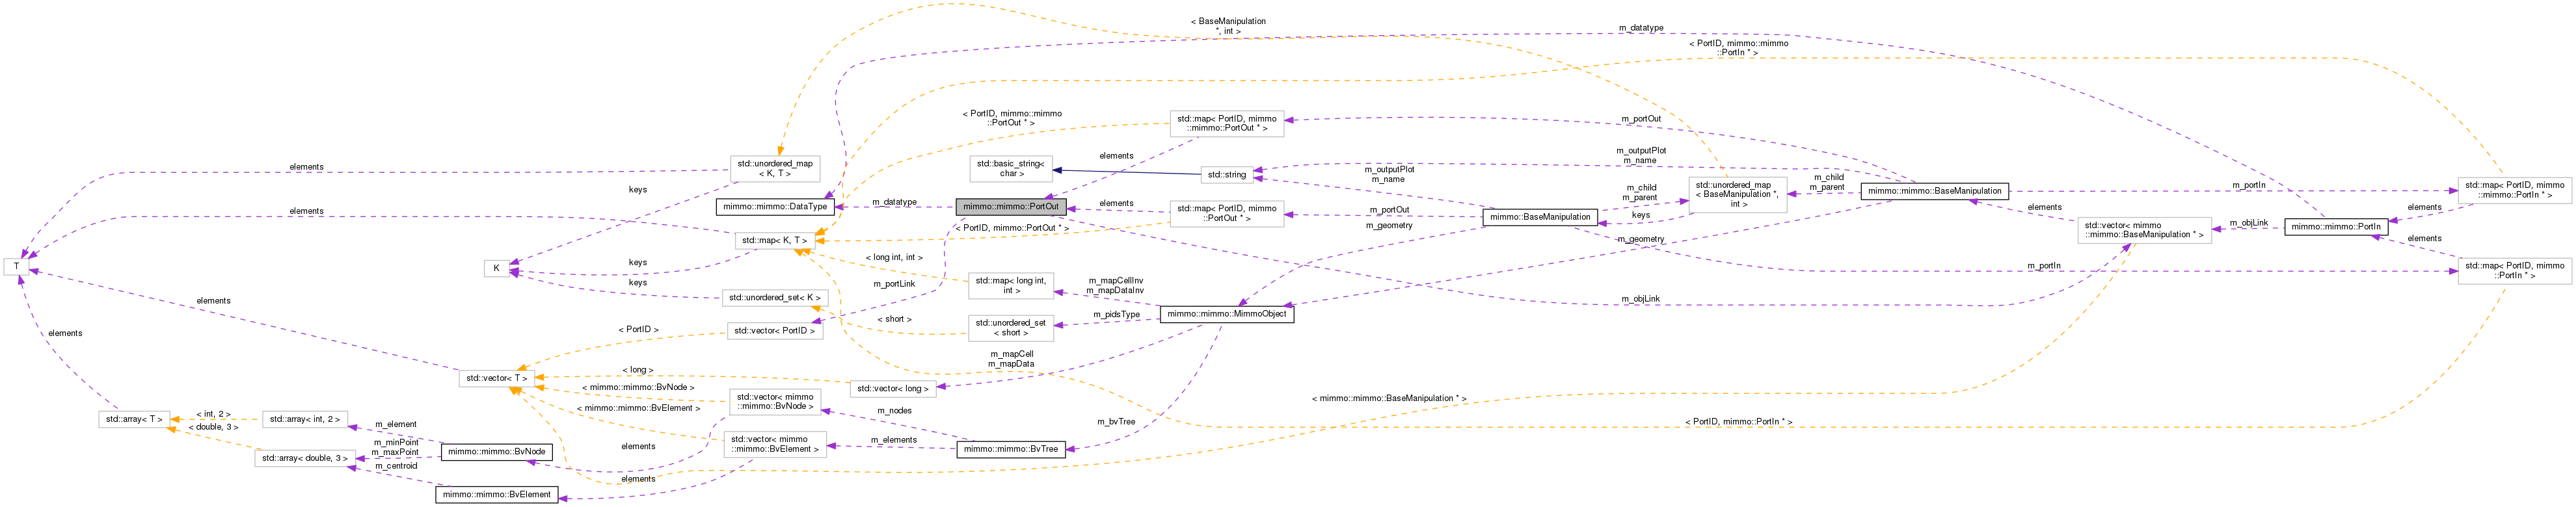 < BaseManipulation
*, int >
m_datatype
< PortID, mimmo::mimmo
::PortIn * >
< PortID, mimmo::mimmo
::PortOut * >
std::map< PortID, mimmo
::mimmo::PortOut * >
m_portOut
elements
std::unordered_map
< K, T >
elements
std::basic_string<
char >
std::string
m_outputPlot
m_name
m_outputPlot
m_name
keys
m_child
m_parent
std::unordered_map
< BaseManipulation *,
int >
m_child
m_parent
mimmo::mimmo::BaseManipulation
m_portIn
std::map< PortID, mimmo
::mimmo::PortIn * >
mimmo::mimmo::DataType
m_datatype
mimmo::mimmo::PortOut
elements
std::map< PortID, mimmo
::PortOut * >
m_portOut
mimmo::BaseManipulation
keys
elements
elements
elements
std::map< K, T >
< PortID, mimmo::PortOut * >
m_geometry
m_geometry
std::vector< mimmo
::mimmo::BaseManipulation * >
m_objLink
mimmo::mimmo::PortIn
elements
T
K
keys
keys
< long int, int >
m_portIn
std::map< PortID, mimmo
::PortIn * >
std::unordered_set< K >
m_portLink
std::map< long int,
int >
m_mapCellInv
m_mapDataInv
m_objLink
elements
< short >
std::unordered_set
< short >
m_pidsType
mimmo::mimmo::MimmoObject
< PortID >
std::vector< PortID >
elements
m_mapCell
m_mapData
std::vector< T >
< long >
std::vector< long >
< mimmo::mimmo::BvNode >
std::vector< mimmo
::mimmo::BvNode >
< mimmo::mimmo::BaseManipulation * >
std::array< T >
< int, 2 >
std::array< int, 2 >
< mimmo::mimmo::BvElement >
m_nodes
m_bvTree
< PortID, mimmo::PortIn * >
< double, 3 >
m_element
std::vector< mimmo
::mimmo::BvElement >
m_elements
mimmo::mimmo::BvTree
std::array< double, 3 >
m_minPoint
m_maxPoint
mimmo::mimmo::BvNode
elements
m_centroid
mimmo::mimmo::BvElement
elements